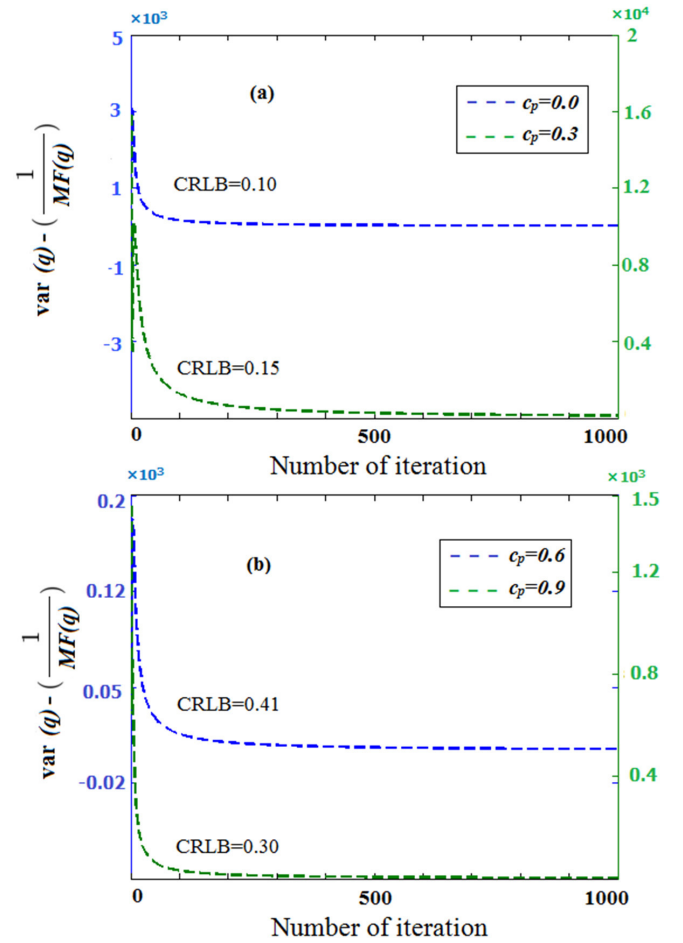 ×10³ ×10⁴
5 2
(a)
c_p=0.0
c_p=0.3
3 1.6
CRLB=0.10
1 1.2
var (q) - ( 1 / MF(q) )
-1 0.8
-3 0.4
CRLB=0.15
0 500 1000
Number of iteration
×10³ ×10³
0.2 1.5
(b)
c_p=0.6
c_p=0.9
0.12 1.2
var (q) - ( 1 / MF(q) )
0.05 0.8
CRLB=0.41
-0.02 0.4
CRLB=0.30
0 500 1000
Number of iteration